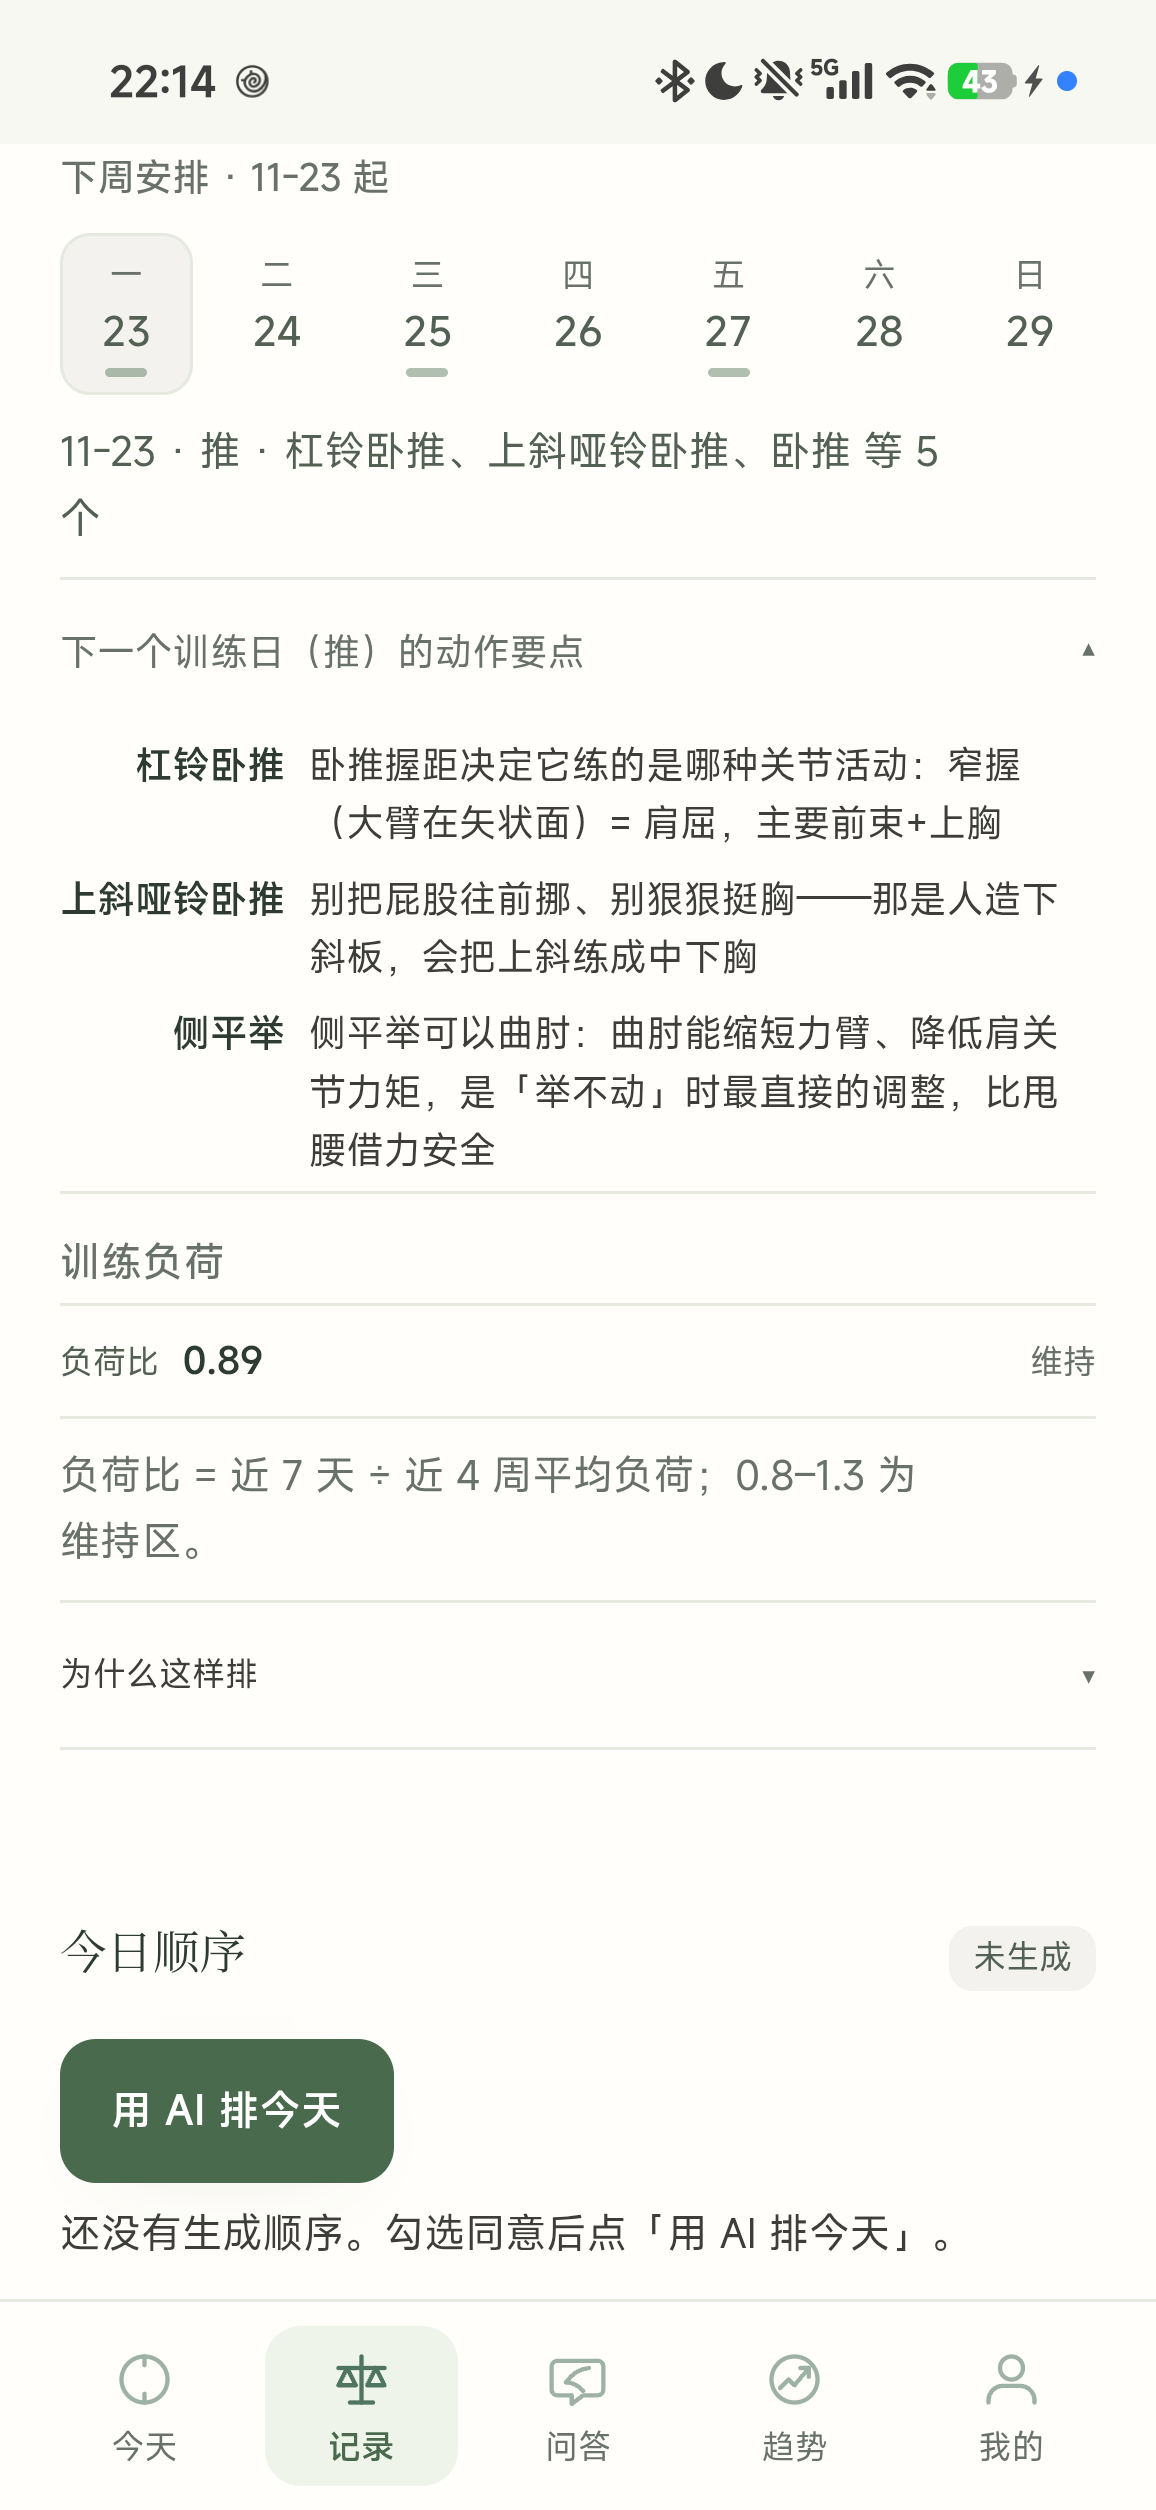 22:14
5G
43
下周安排 · 11-23 起
一 二 三 四 五 六 日
23 24 25 26 27 28 29
11-23 · 推 · 杠铃卧推、上斜哑铃卧推、卧推 等 5
个
下一个训练日（推）的动作要点 ▲
杠铃卧推 卧推握距决定它练的是哪种关节活动：窄握
（大臂在矢状面）= 肩屈，主要前束+上胸
上斜哑铃卧推 别把屁股往前挪、别狠狠挺胸——那是人造下
斜板，会把上斜练成中下胸
侧平举 侧平举可以曲肘：曲肘能缩短力臂、降低肩关
节力矩，是「举不动」时最直接的调整，比甩
腰借力安全
训练负荷
负荷比 0.89 维持
负荷比 = 近 7 天 ÷ 近 4 周平均负荷；0.8–1.3 为
维持区。
为什么这样排 ▼
今日顺序 未生成
用 AI 排今天
还没有生成顺序。勾选同意后点「用 AI 排今天」。
今天 记录 问答 趋势 我的